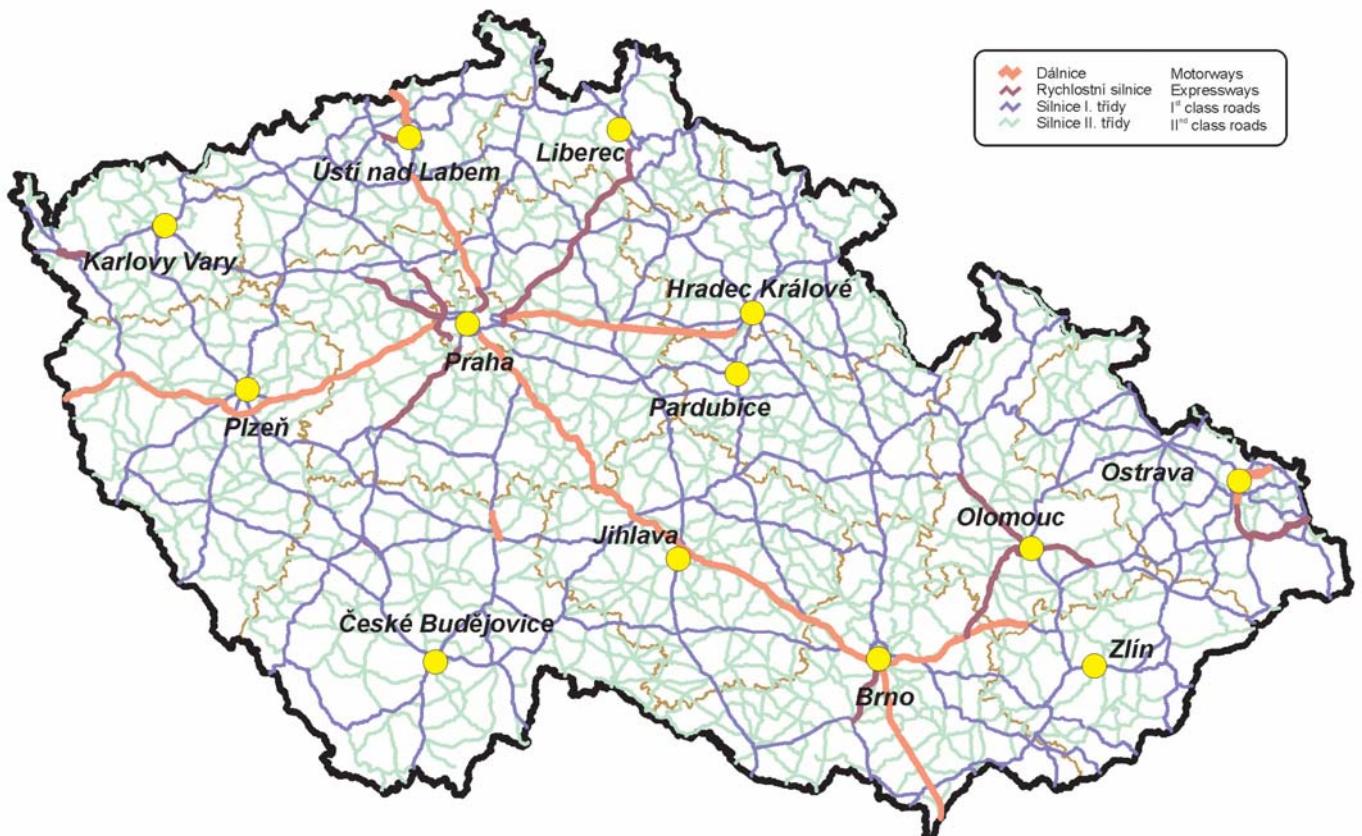 Dálnice Motorways
Rychlostní silnice Expressways
Silnice I. třídy Ist class roads
Silnice II. třídy IInd class roads
Liberec
Ústí nad Labem
Karlovy Vary
Hradec Králové
Praha
Pardubice
Plzeň
Ostrava
Olomouc
Jihlava
České Budějovice
Zlín
Brno